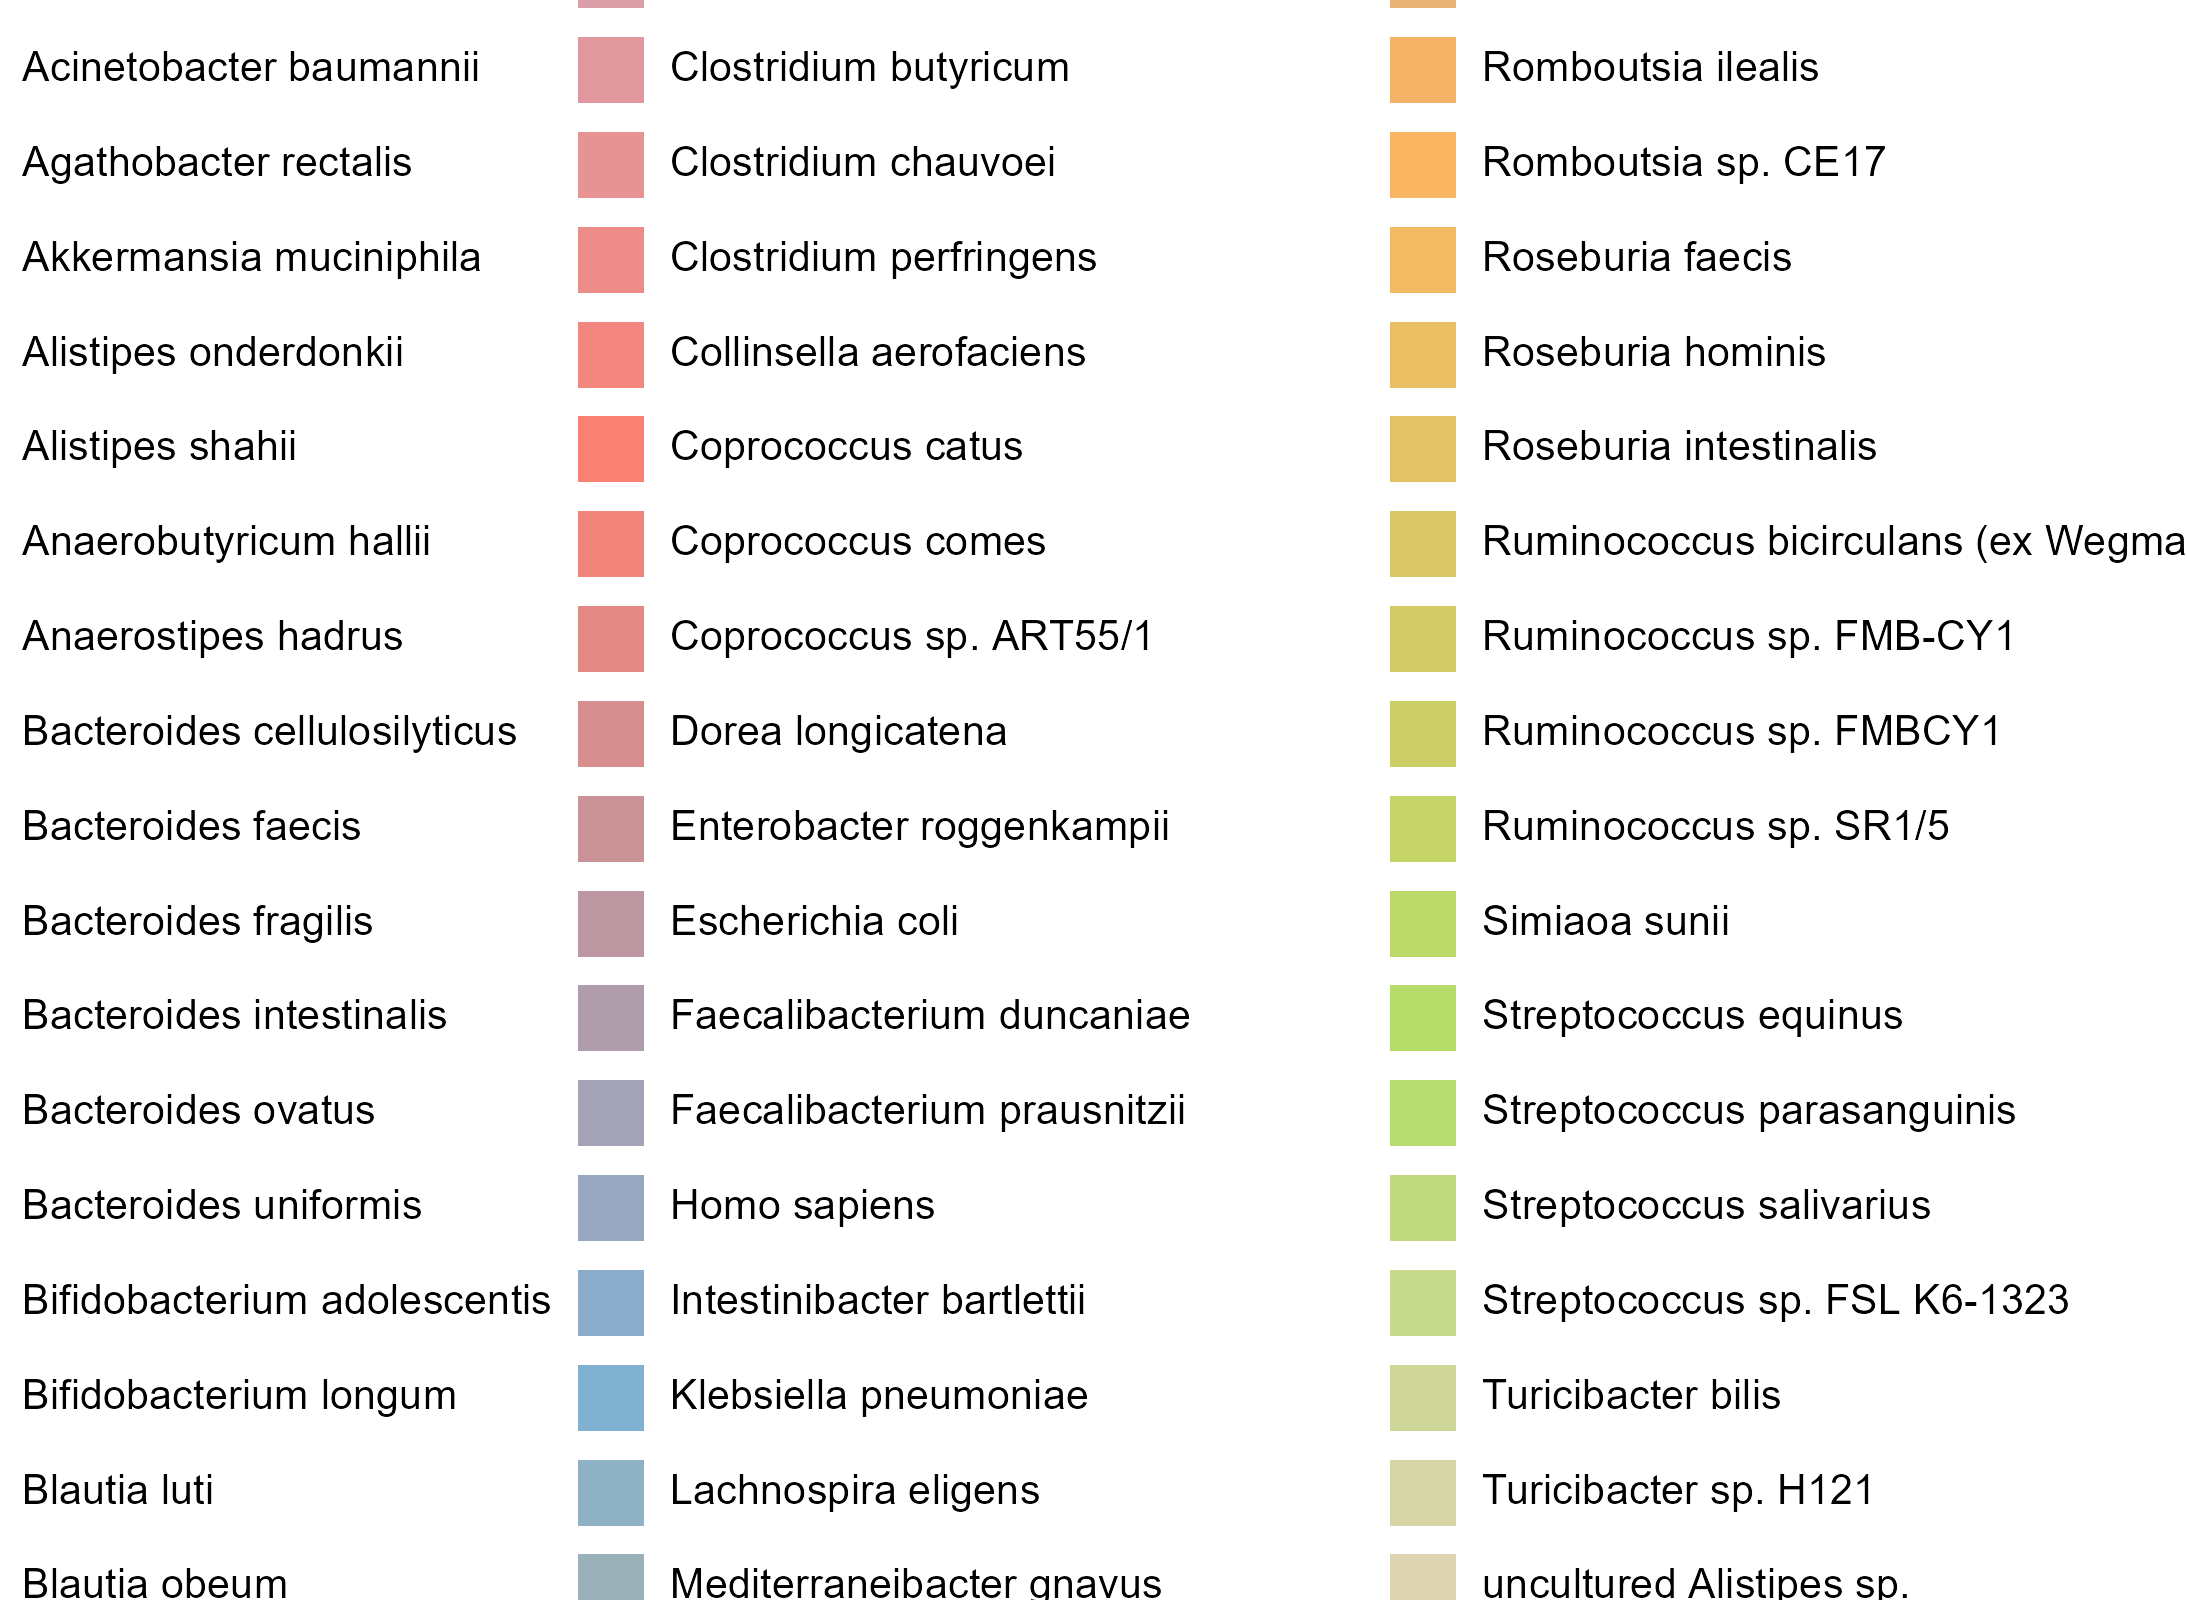 Acinetobacter baumannii
Agathobacter rectalis
Akkermansia muciniphila
Alistipes onderdonkii
Alistipes shahii
Anaerobutyricum hallii
Anaerostipes hadrus
Bacteroides cellulosilyticus
Bacteroides faecis
Bacteroides fragilis
Bacteroides intestinalis
Bacteroides ovatus
Bacteroides uniformis
Bifidobacterium adolescentis
Bifidobacterium longum
Blautia luti
Blautia obeum
Clostridium butyricum
Clostridium chauvoei
Clostridium perfringens
Collinsella aerofaciens
Coprococcus catus
Coprococcus comes
Coprococcus sp. ART55/1
Dorea longicatena
Enterobacter roggenkampii
Escherichia coli
Faecalibacterium duncaniae
Faecalibacterium prausnitzii
Homo sapiens
Intestinibacter bartlettii
Klebsiella pneumoniae
Lachnospira eligens
Mediterraneibacter gnavus
Romboutsia ilealis
Romboutsia sp. CE17
Roseburia faecis
Roseburia hominis
Roseburia intestinalis
Ruminococcus bicirculans (ex Wegma
Ruminococcus sp. FMB-CY1
Ruminococcus sp. FMBCY1
Ruminococcus sp. SR1/5
Simiaoa sunii
Streptococcus equinus
Streptococcus parasanguinis
Streptococcus salivarius
Streptococcus sp. FSL K6-1323
Turicibacter bilis
Turicibacter sp. H121
uncultured Alistipes sp.